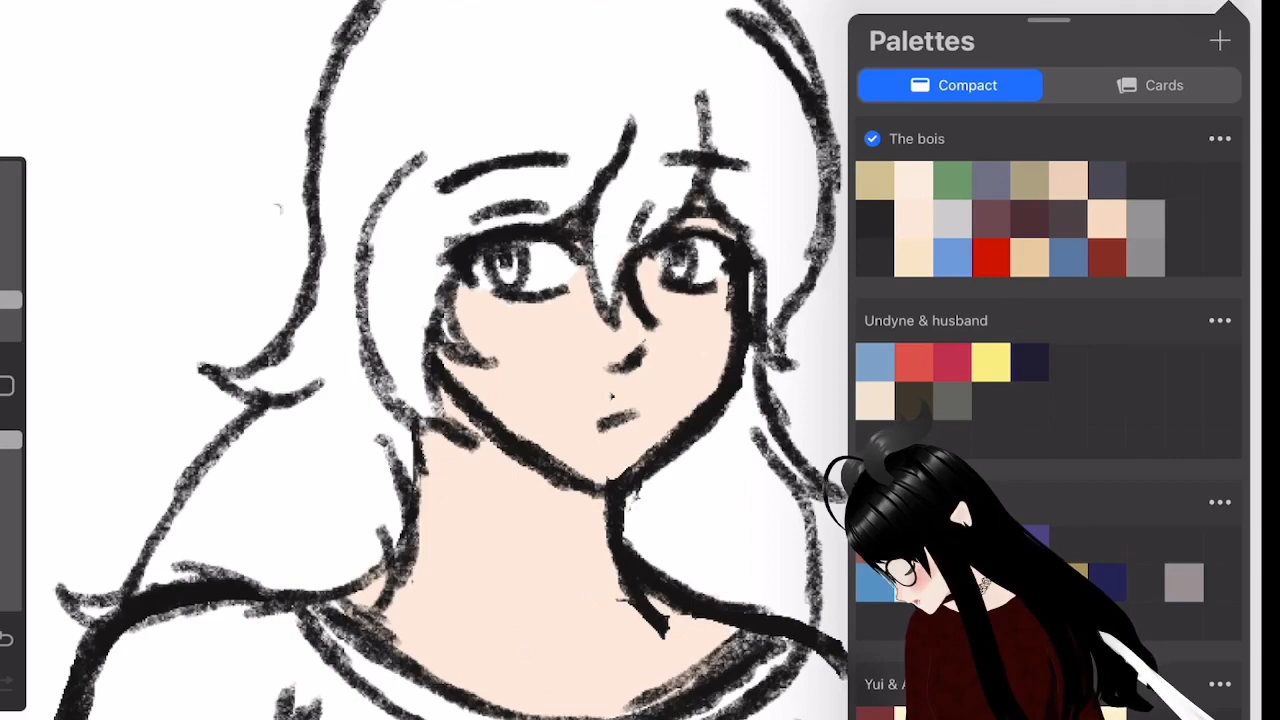 Palettes
Compact
Cards
The bois
Undyne & husband
Yui &